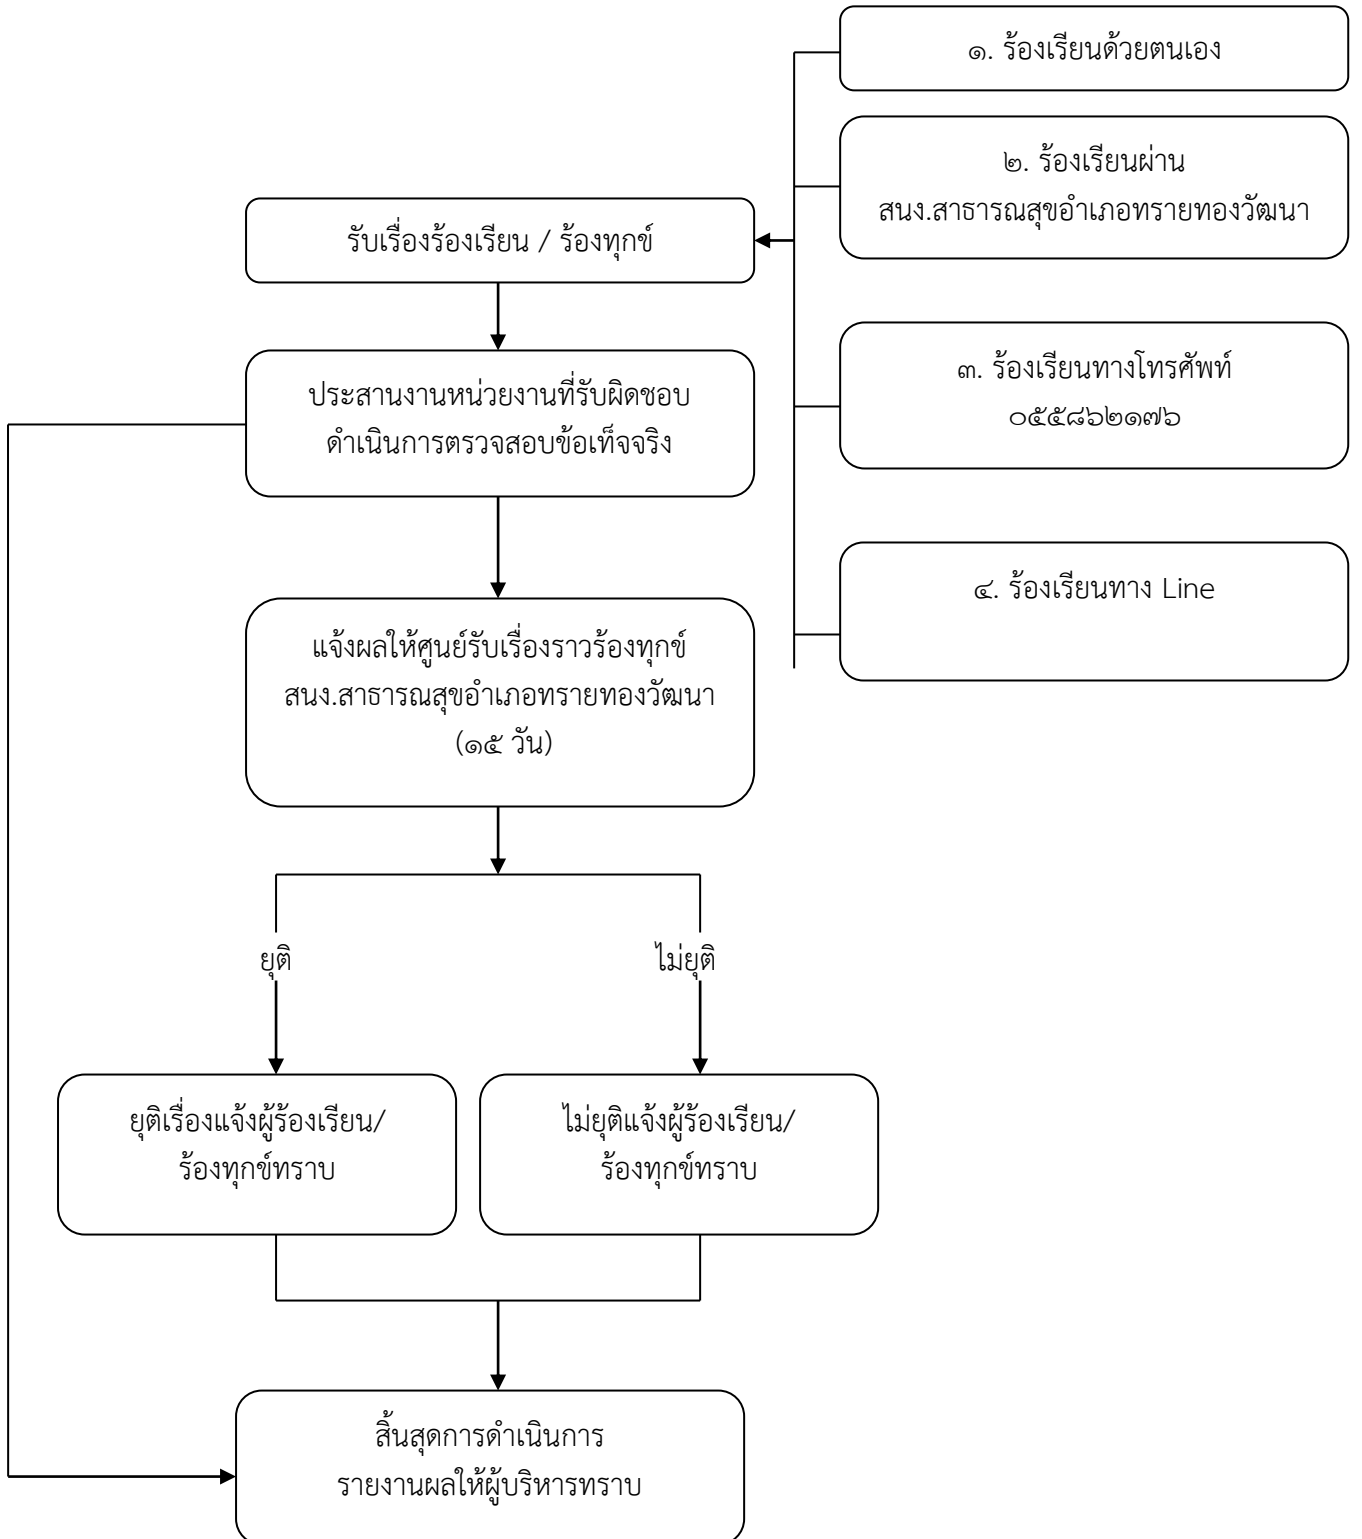 ๑. ร้องเรียนด้วยตนเอง
๒. ร้องเรียนผ่าน
สนง.สาธารณสุขอำเภอทรายทองวัฒนา
รับเรื่องร้องเรียน / ร้องทุกข์
๓. ร้องเรียนทางโทรศัพท์
๐๕๕๘๖๒๑๗๖
ประสานงานหน่วยงานที่รับผิดชอบ
ดำเนินการตรวจสอบข้อเท็จจริง
๔. ร้องเรียนทาง Line
แจ้งผลให้ศูนย์รับเรื่องราวร้องทุกข์
สนง.สาธารณสุขอำเภอทรายทองวัฒนา
(๑๕ วัน)
ยุติ
ไม่ยุติ
ยุติเรื่องแจ้งผู้ร้องเรียน/
ร้องทุกข์ทราบ
ไม่ยุติแจ้งผู้ร้องเรียน/
ร้องทุกข์ทราบ
สิ้นสุดการดำเนินการ
รายงานผลให้ผู้บริหารทราบ